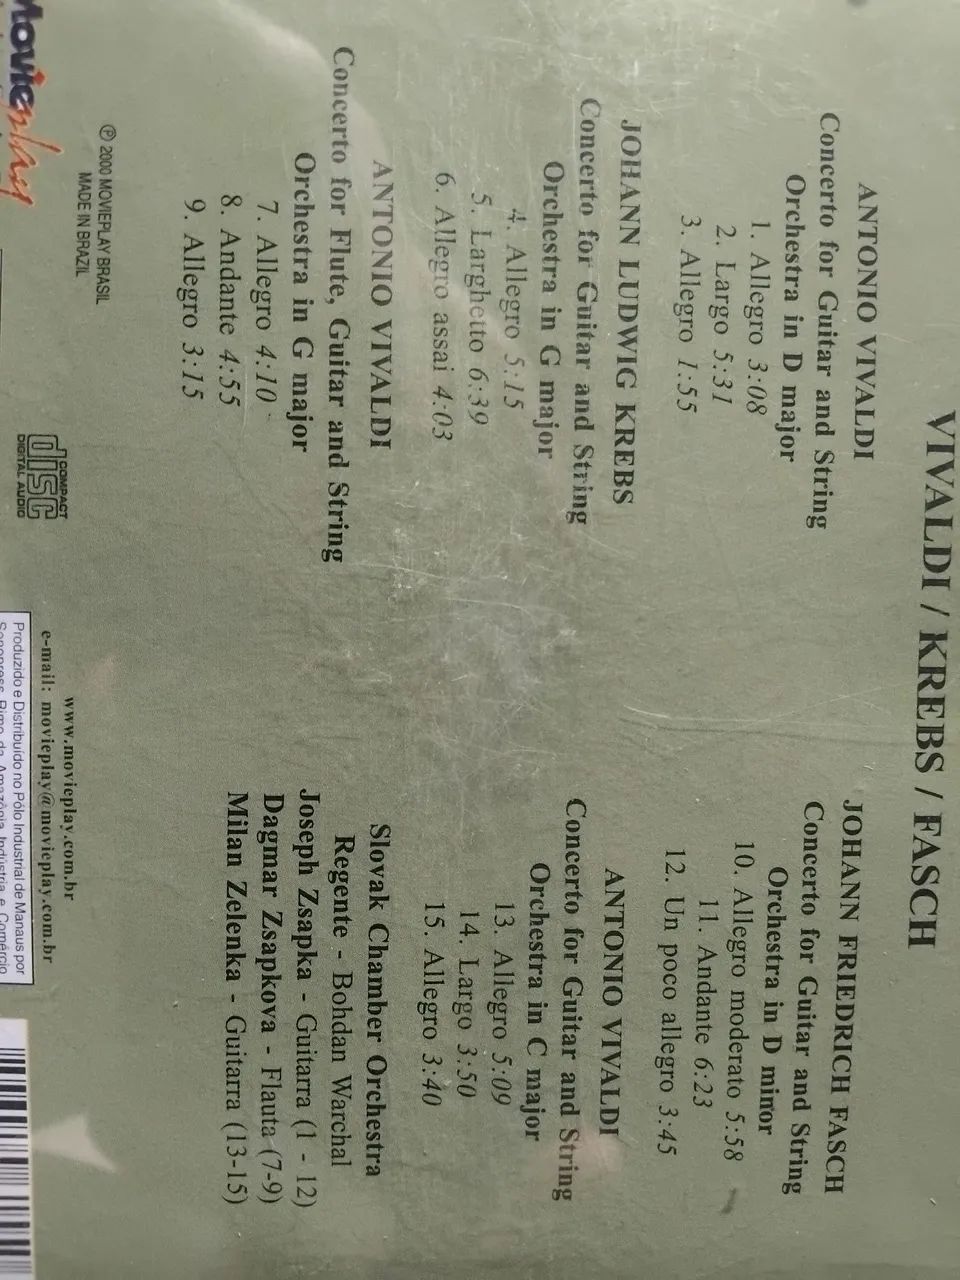 VIVALDI / KREBS / FASCH
ANTONIO VIVALDI
Concerto for Guitar and String
Orchestra in D major
1. Allegro 3:08
2. Largo 5:31
3. Allegro 1:55
JOHANN LUDWIG KREBS
Concerto for Guitar and String
Orchestra in G major
4. Allegro 5:15
5. Larghetto 6:39
6. Allegro assai 4:03
ANTONIO VIVALDI
Concerto for Flute, Guitar and String
Orchestra in G major
7. Allegro 4:10
8. Andante 4:55
9. Allegro 3:15
JOHANN FRIEDRICH FASCH
Concerto for Guitar and String
Orchestra in D minor
10. Allegro moderato 5:58
11. Andante 6:23
12. Un poco allegro 3:45
ANTONIO VIVALDI
Concerto for Guitar and String
Orchestra in C major
13. Allegro 5:09
14. Largo 3:50
15. Allegro 3:40
Slovak Chamber Orchestra
Regente - Bohdan Warchal
Joseph Zsapka - Guitarra (1 - 12)
Dagmar Zsapkova - Flauta (7-9)
Milan Zelenka - Guitarra (13-15)
℗ 2000 MOVIEPLAY BRASIL
MADE IN BRAZIL
Movieplay
COMPACT
disc
DIGITAL AUDIO
www.movieplay.com.br
e-mail: movieplay@movieplay.com.br
Produzido e Distribuído no Pólo Industrial de Manaus por